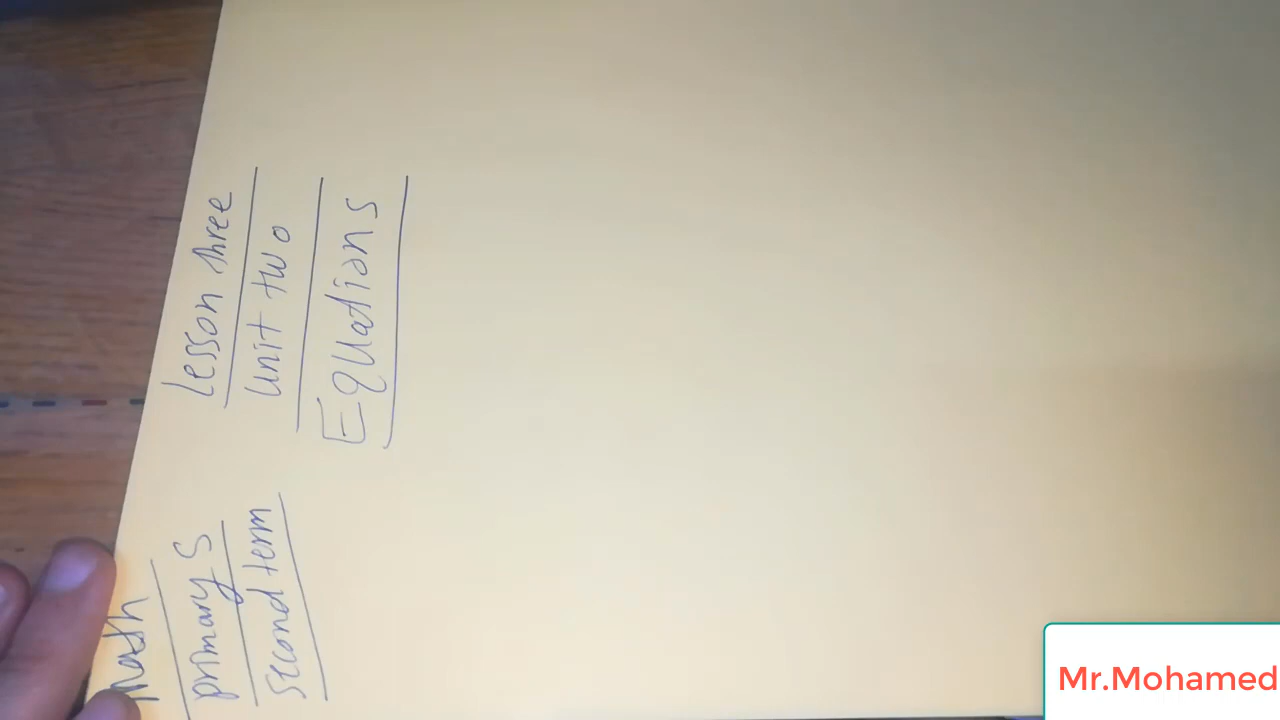 Math
primary 5
second term
Lesson three
unit two
Equations
Mr.Mohamed